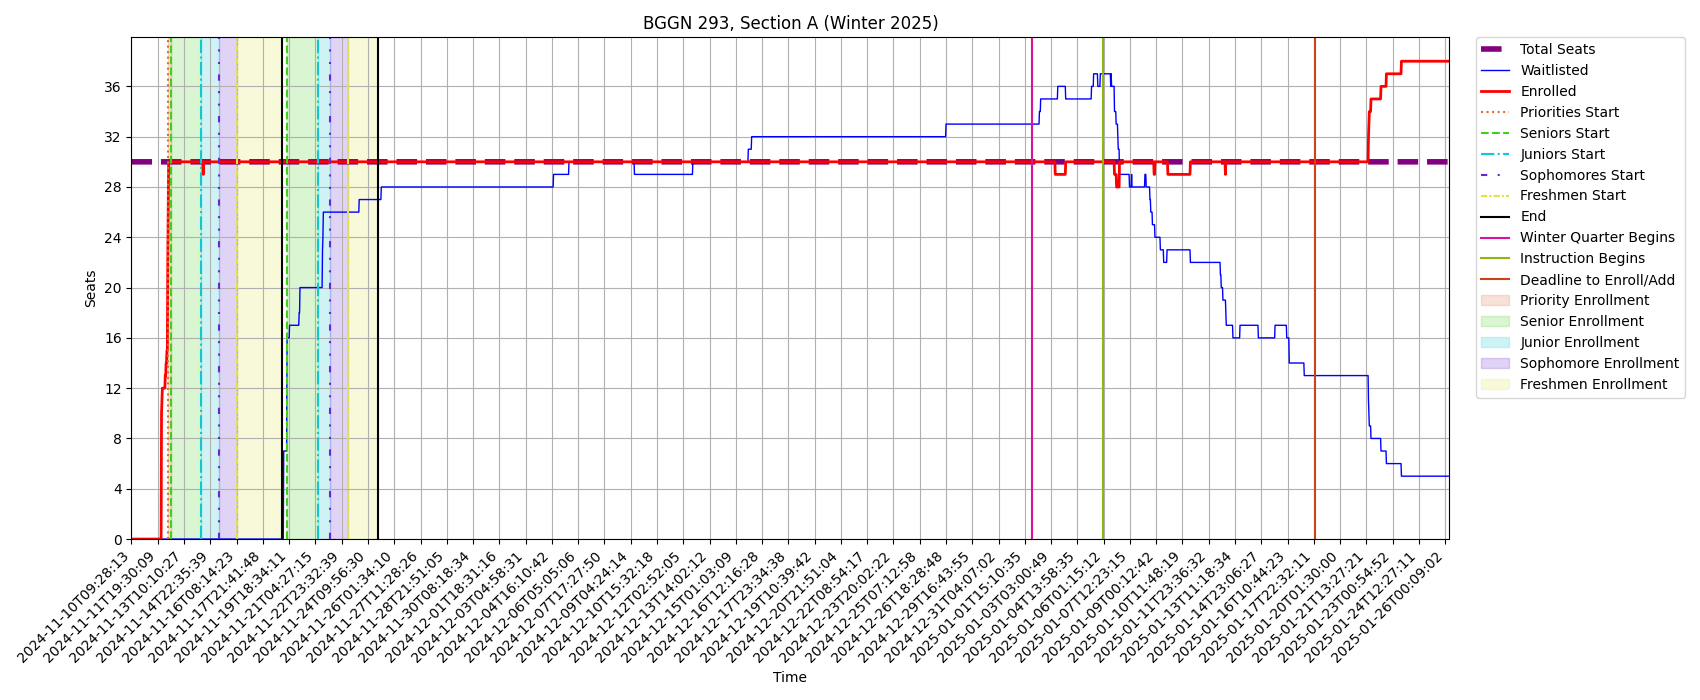 BGGN 293, Section A (Winter 2025)
Seats
36
32
28
24
20
16
12
8
4
0
2024-11-10T09:28:13
2024-11-11T19:30:09
2024-11-13T10:10:27
2024-11-14T22:35:39
2024-11-16T08:14:23
2024-11-17T21:41:48
2024-11-19T18:34:11
2024-11-21T04:27:15
2024-11-22T23:32:39
2024-11-24T09:56:30
2024-11-26T01:34:10
2024-11-27T11:28:26
2024-11-28T21:51:05
2024-11-30T08:18:34
2024-12-01T18:31:16
2024-12-03T04:58:31
2024-12-04T16:10:42
2024-12-06T05:05:06
2024-12-07T17:27:50
2024-12-09T04:24:14
2024-12-10T15:32:18
2024-12-12T02:52:05
2024-12-13T14:02:12
2024-12-15T01:03:09
2024-12-16T12:16:28
2024-12-17T23:34:38
2024-12-19T10:39:42
2024-12-20T21:51:04
2024-12-22T08:54:17
2024-12-23T20:02:22
2024-12-25T07:12:58
2024-12-26T18:28:48
2024-12-29T16:43:55
2024-12-31T04:07:02
2025-01-01T15:10:35
2025-01-03T03:00:49
2025-01-04T13:58:35
2025-01-06T01:15:12
2025-01-07T12:23:15
2025-01-09T00:12:42
2025-01-10T11:48:19
2025-01-11T23:36:32
2025-01-13T11:18:34
2025-01-14T23:06:27
2025-01-16T10:44:23
2025-01-17T22:32:11
2025-01-20T01:30:00
2025-01-21T13:27:21
2025-01-23T00:54:52
2025-01-24T12:27:11
2025-01-26T00:09:02
Time
Total Seats
Waitlisted
Enrolled
Priorities Start
Seniors Start
Juniors Start
Sophomores Start
Freshmen Start
End
Winter Quarter Begins
Instruction Begins
Deadline to Enroll/Add
Priority Enrollment
Senior Enrollment
Junior Enrollment
Sophomore Enrollment
Freshmen Enrollment